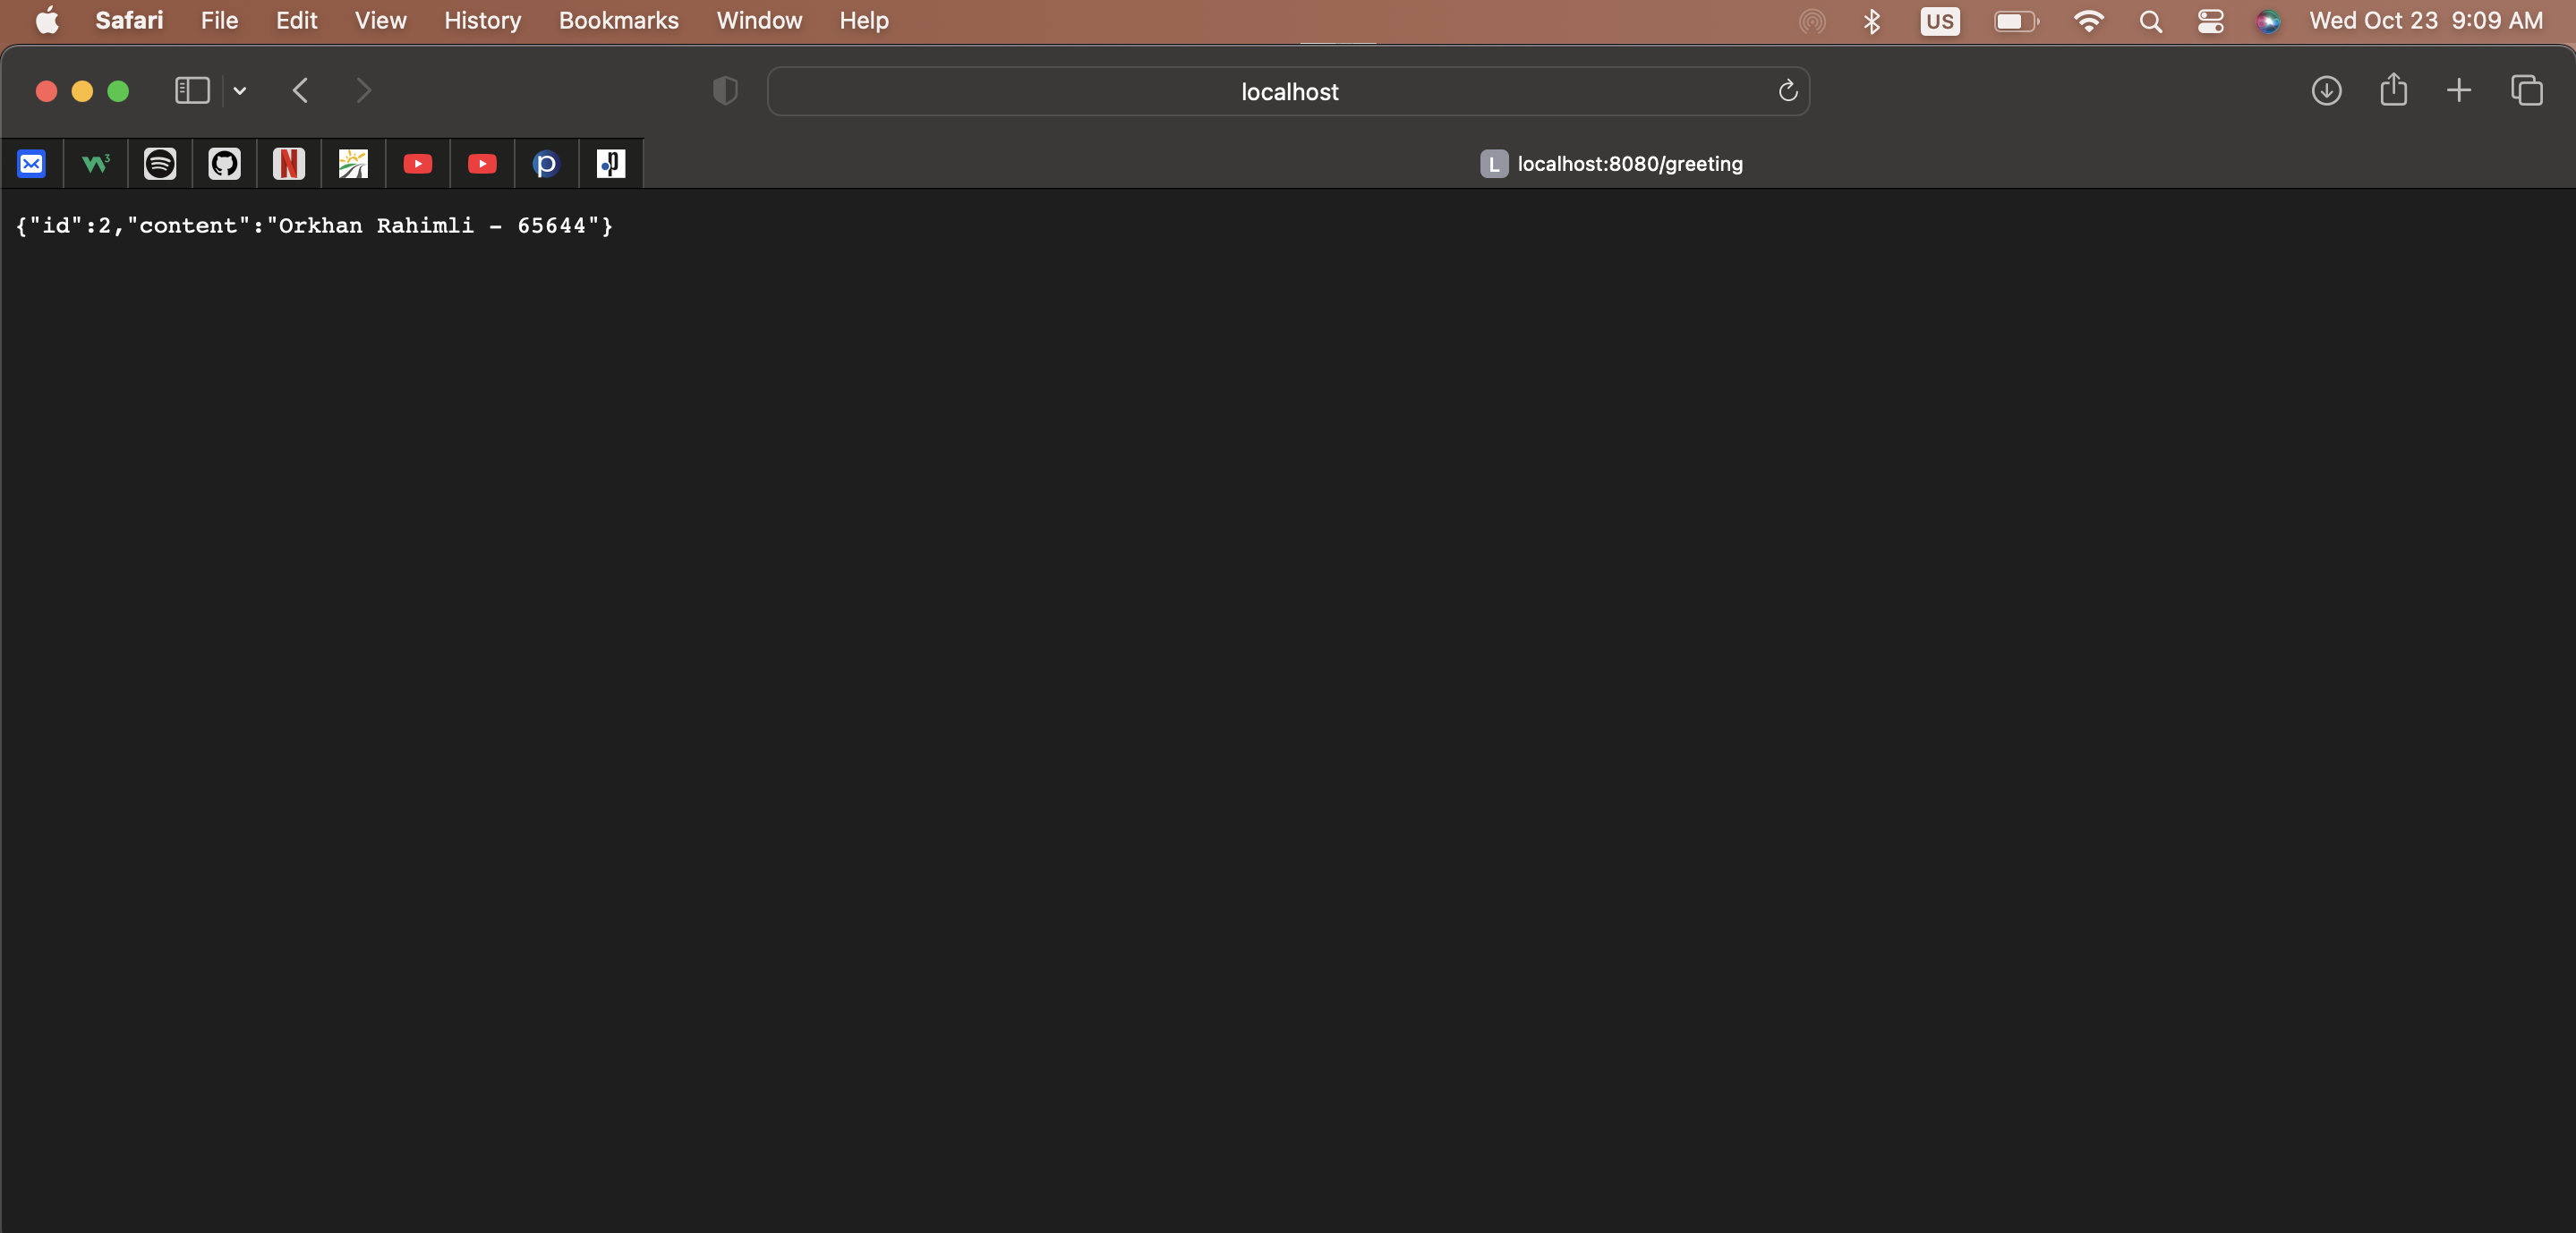 Safari File Edit View History Bookmarks Window Help US Wed Oct 23 9:09 AM
localhost
L localhost:8080/greeting
{"id":2,"content":"Orkhan Rahimli - 65644"}